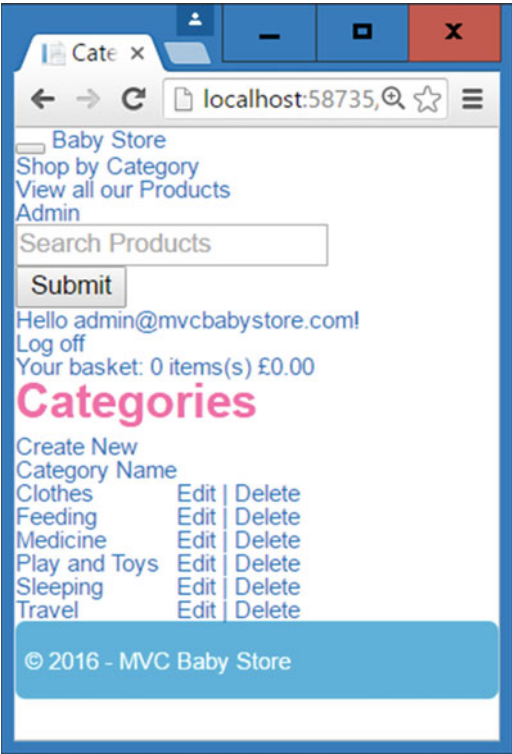 Cate
localhost:58735,
Baby Store
Shop by Category
View all our Products
Admin
Search Products
Submit
Hello admin@mvcbabystore.com!
Log off
Your basket: 0 items(s) £0.00
Categories
Create New
Category Name
Clothes Edit | Delete
Feeding Edit | Delete
Medicine Edit | Delete
Play and Toys Edit | Delete
Sleeping Edit | Delete
Travel Edit | Delete
© 2016 - MVC Baby Store